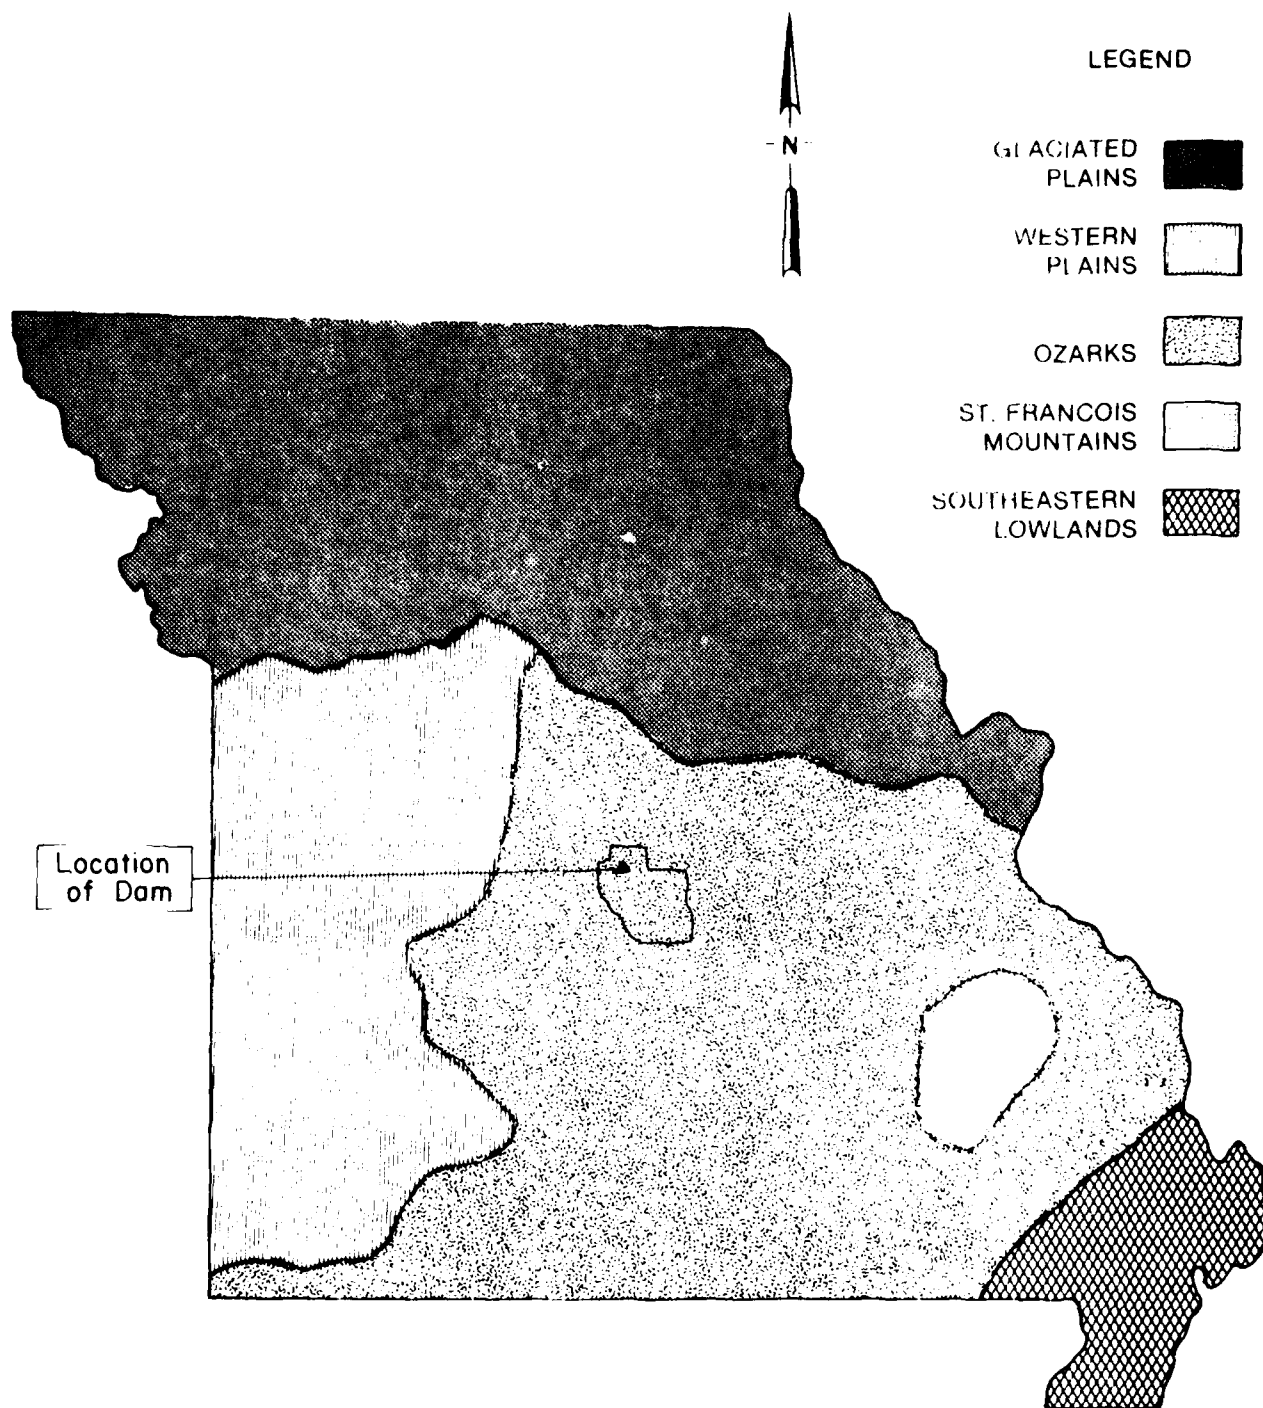 LEGEND
N
GLACIATED
PLAINS
WESTERN
PLAINS
OZARKS
ST. FRANCOIS
MOUNTAINS
SOUTHEASTERN
LOWLANDS
Location
of Dam